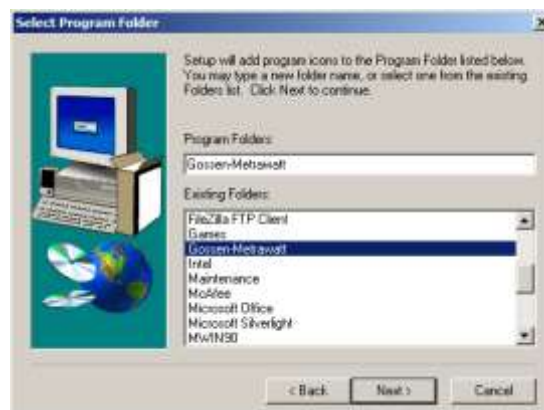 Select Program Folder
Setup will add program icons to the Program Folder listed below.
You may type a new folder name, or select one from the existing
Folders list. Click Next to continue.
Program Folders:
Gossen-Metrawatt
Existing Folders:
FileZilla FTP Client
Games
Gossen-Metrawatt
Intel
Maintenance
McAfee
Microsoft Office
Microsoft Silverlight
MWIN90
< Back
Next >
Cancel